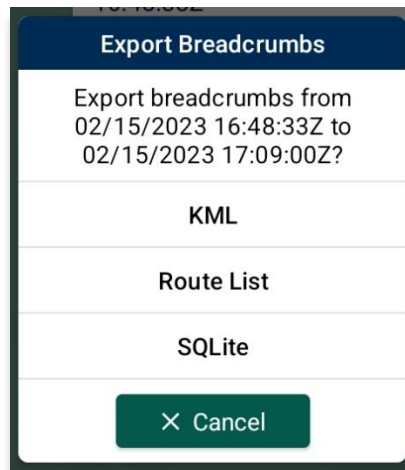 Export Breadcrumbs
Export breadcrumbs from
02/15/2023 16:48:33Z to
02/15/2023 17:09:00Z?
KML
Route List
SQLite
× Cancel